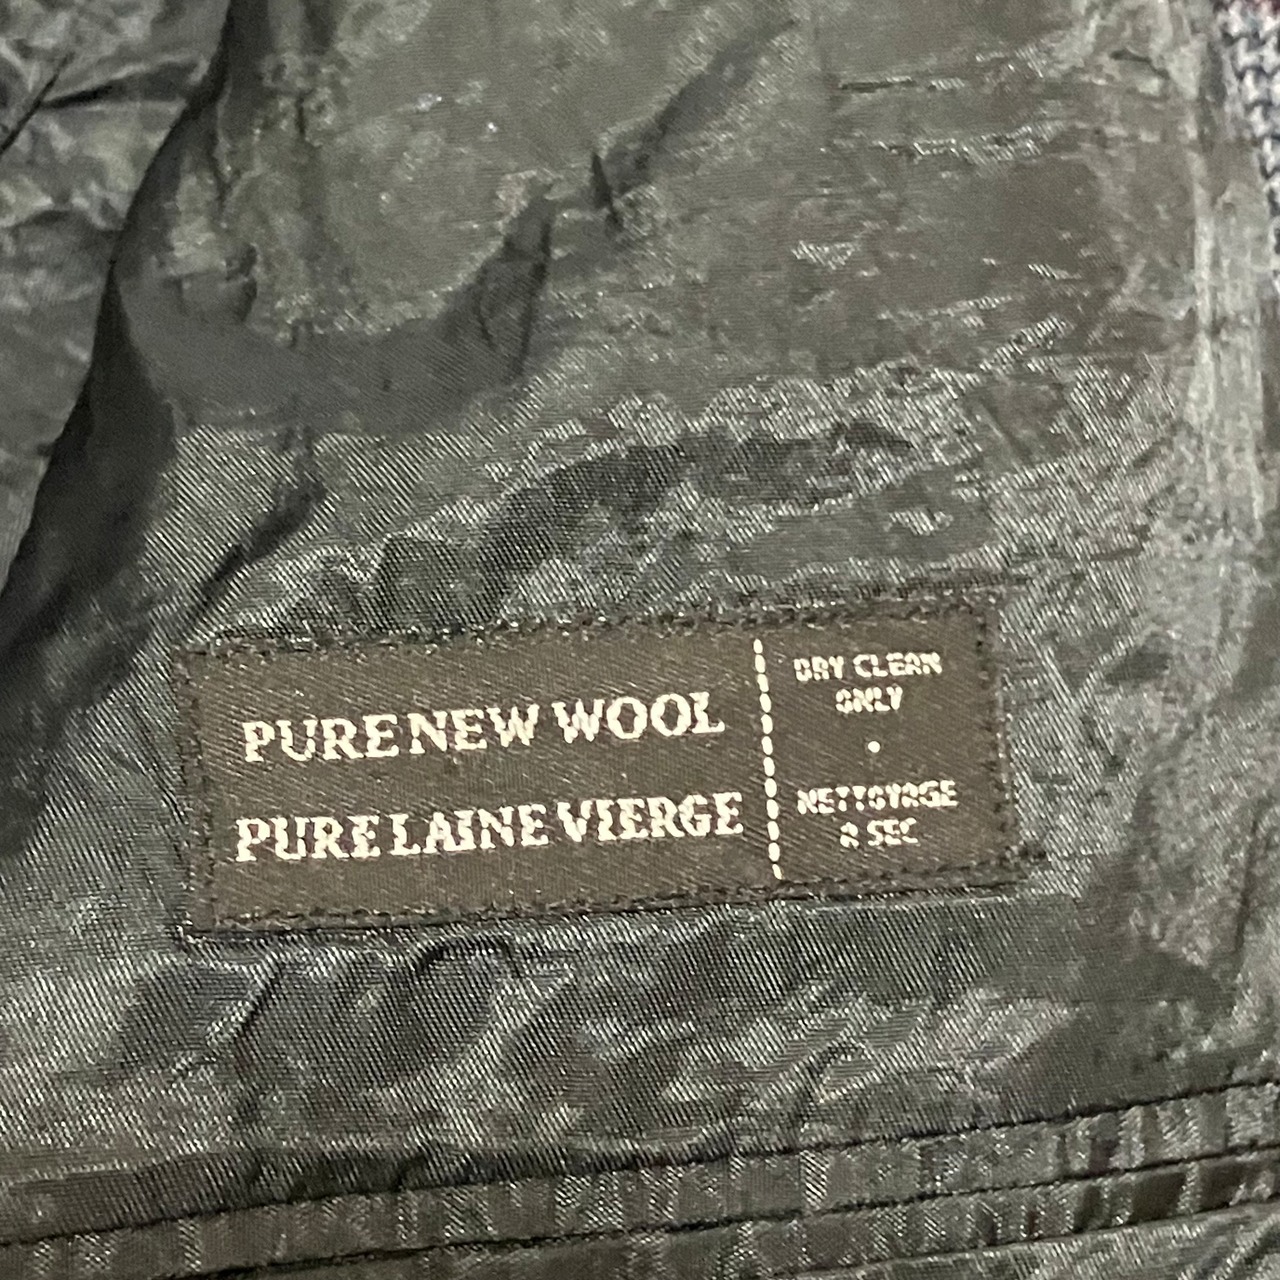 PURE NEW WOOL
PURE LAINE VIERGE
DRY CLEAN
ONLY
•
NETTOYAGE
A SEC